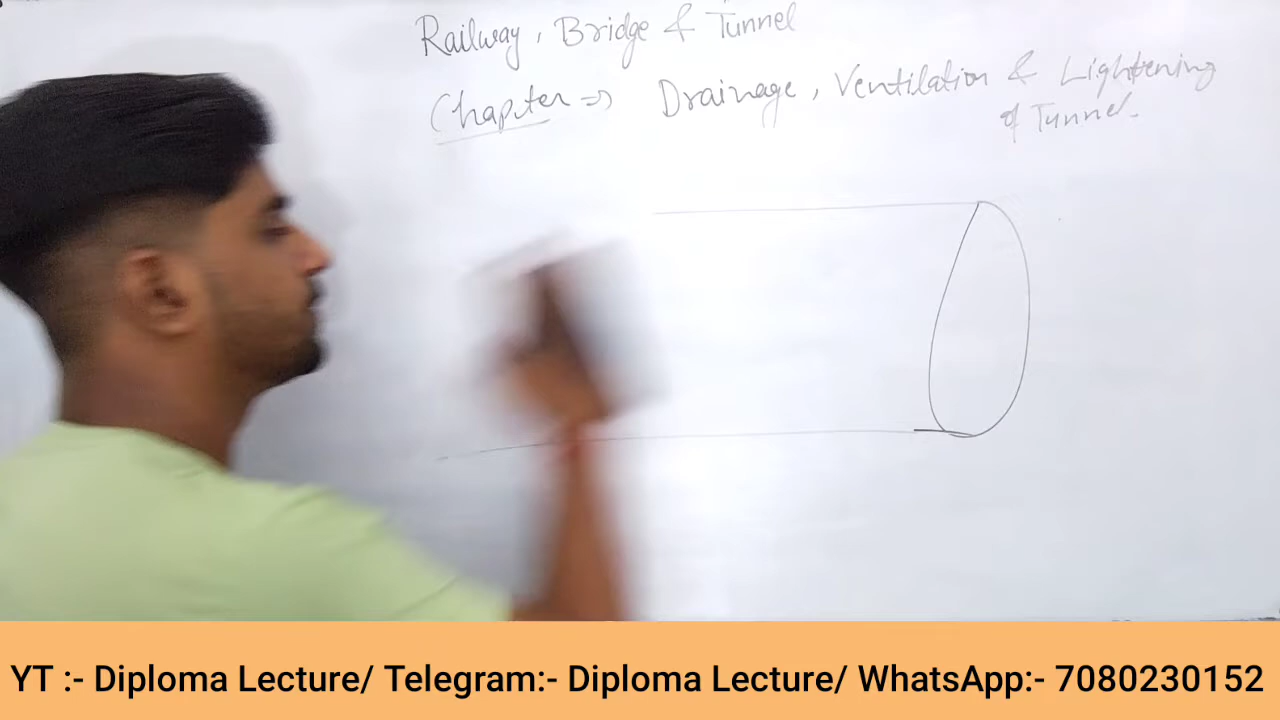 Railway, Bridge & Tunnel
Chapter => Drainage, Ventilation & Lightening
of Tunnel.
YT :- Diploma Lecture/ Telegram:- Diploma Lecture/ WhatsApp:- 7080230152